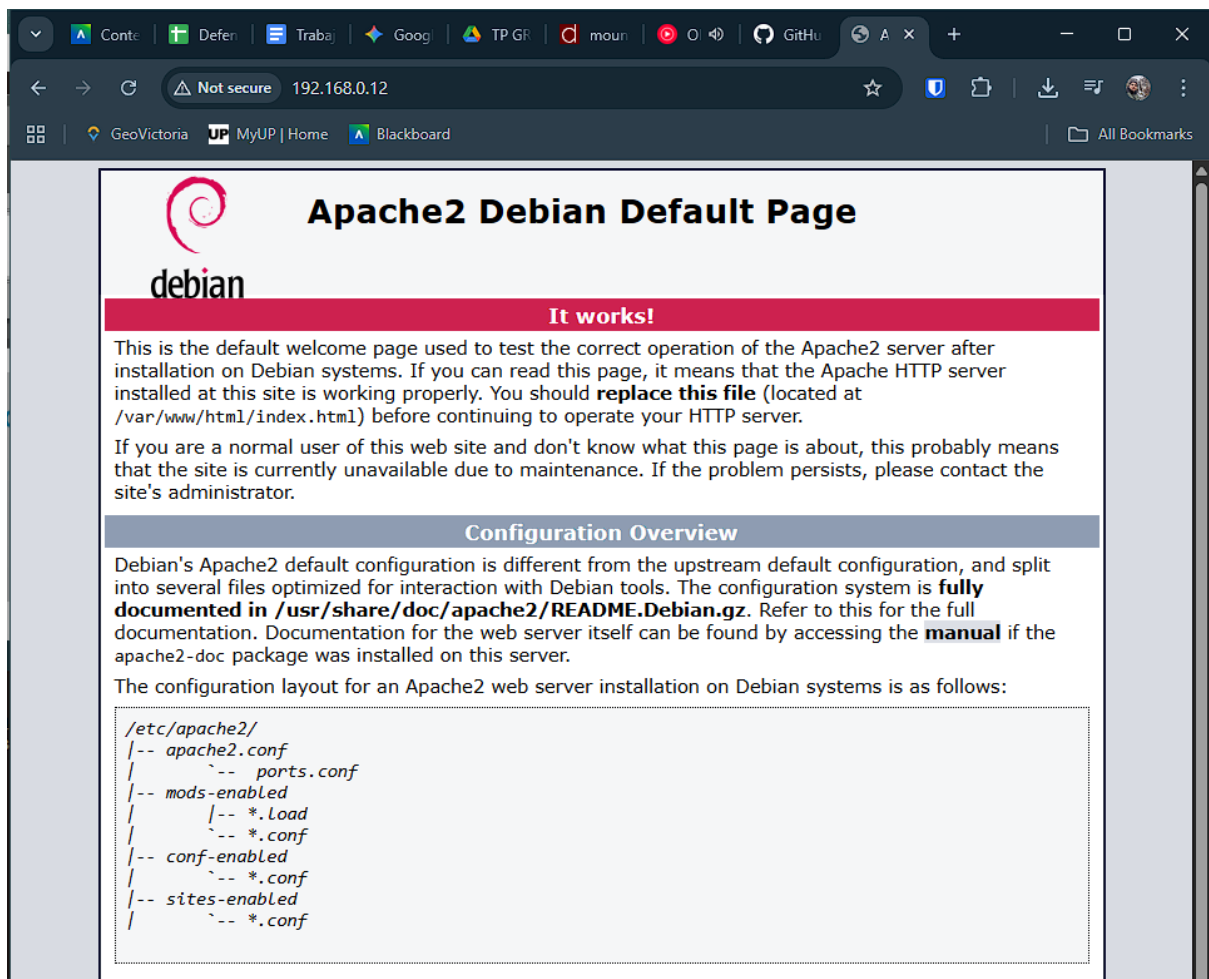 Conte
Defen
Trabaj
Googl
TP GR
moun
GitHu
A
Not secure 192.168.0.12
GeoVictoria UP MyUP | Home Blackboard All Bookmarks
debian
Apache2 Debian Default Page
It works!
This is the default welcome page used to test the correct operation of the Apache2 server after
installation on Debian systems. If you can read this page, it means that the Apache HTTP server
installed at this site is working properly. You should replace this file (located at
/var/www/html/index.html) before continuing to operate your HTTP server.
If you are a normal user of this web site and don't know what this page is about, this probably means
that the site is currently unavailable due to maintenance. If the problem persists, please contact the
site's administrator.
Configuration Overview
Debian's Apache2 default configuration is different from the upstream default configuration, and split
into several files optimized for interaction with Debian tools. The configuration system is fully
documented in /usr/share/doc/apache2/README.Debian.gz. Refer to this for the full
documentation. Documentation for the web server itself can be found by accessing the manual if the
apache2-doc package was installed on this server.
The configuration layout for an Apache2 web server installation on Debian systems is as follows:
/etc/apache2/
|-- apache2.conf
|       `--  ports.conf
|-- mods-enabled
|       |-- *.load
|       `-- *.conf
|-- conf-enabled
|       `-- *.conf
|-- sites-enabled
|       `-- *.conf